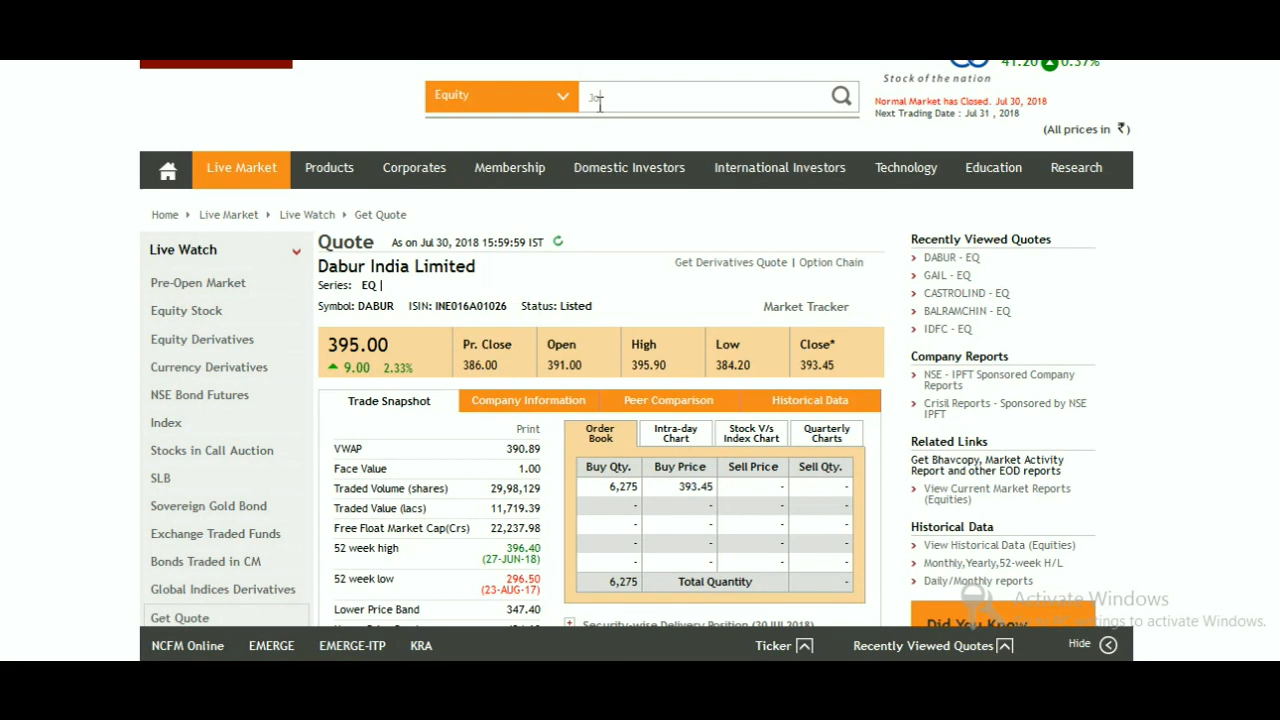 41.20 0.37%
Stock of the nation
Equity
Normal Market has Closed. Jul 30, 2018
Next Trading Date : Jul 31 , 2018
(All prices in ₹)
Live Market Products Corporates Membership Domestic Investors International Investors Technology Education Research
Home Live Market Live Watch Get Quote
Live Watch
Pre-Open Market
Equity Stock
Equity Derivatives
Currency Derivatives
NSE Bond Futures
Index
Stocks in Call Auction
SLB
Sovereign Gold Bond
Exchange Traded Funds
Bonds Traded in CM
Global Indices Derivatives
Get Quote
Quote As on Jul 30, 2018 15:59:59 IST
Dabur India Limited
Get Derivatives Quote | Option Chain
Series: EQ |
Symbol: DABUR ISIN: INE016A01026 Status: Listed
Market Tracker
395.00 Pr. Close Open High Low Close*
9.00 2.33% 386.00 391.00 395.90 384.20 393.45
Trade Snapshot Company Information Peer Comparison Historical Data
Print
VWAP 390.89
Face Value 1.00
Traded Volume (shares) 29,98,129
Traded Value (lacs) 11,719.39
Free Float Market Cap(Crs) 22,237.98
52 week high 396.40
(27-JUN-18)
52 week low 296.50
(23-AUG-17)
Lower Price Band 347.40
Order Book Intra-day Chart Stock V/s Index Chart Quarterly Charts
Buy Qty. Buy Price Sell Price Sell Qty.
6,275 393.45 - -
- - - -
- - - -
- - - -
- - - -
6,275 Total Quantity -
Security-wise Delivery Position (30JUL2018)
Recently Viewed Quotes
DABUR - EQ
GAIL - EQ
CASTROLIND - EQ
BALRAMCHIN - EQ
IDFC - EQ
Company Reports
NSE - IPFT Sponsored Company
Reports
Crisil Reports - Sponsored by NSE
IPFT
Related Links
Get Bhavcopy, Market Activity
Report and other EOD reports
View Current Market Reports
(Equities)
Historical Data
View Historical Data (Equities)
Monthly,Yearly,52-week H/L
Daily/Monthly reports
Did You Know
Activate Windows
settings to activate Windows.
NCFM Online EMERGE EMERGE-ITP KRA Ticker Recently Viewed Quotes Hide